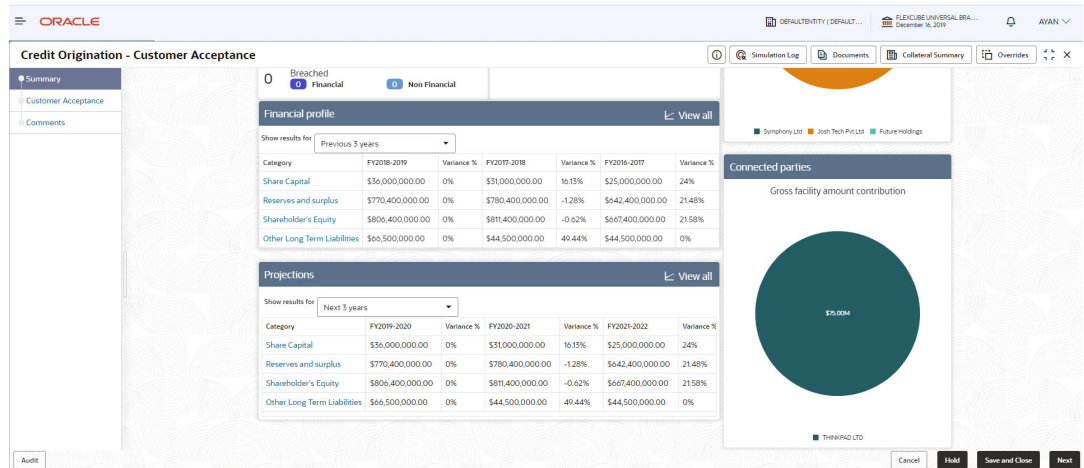 ORACLE
DEFAULTENTITY ( DEFAULT ...
FLEXCUBE UNIVERSAL BRA...
December 16, 2019
AYAN
Credit Origination - Customer Acceptance
Simulation Log
Documents
Collateral Summary
Overrides
Summary
Customer Acceptance
Comments
0 Breached
0 Financial 0 Non Financial
Financial profile View all
Show results for Previous 3 years
Category FY2018-2019 Variance % FY2017-2018 Variance % FY2016-2017 Variance %
Share Capital $36,000,000.00 0% $31,000,000.00 16.13% $25,000,000.00 24%
Reserves and surplus $770,400,000.00 0% $780,400,000.00 -1.28% $642,400,000.00 21.48%
Shareholder's Equity $806,400,000.00 0% $811,400,000.00 -0.62% $667,400,000.00 21.58%
Other Long Term Liabilities $66,500,000.00 0% $44,500,000.00 49.44% $44,500,000.00 0%
Projections View all
Show results for Next 3 years
Category FY2019-2020 Variance % FY2020-2021 Variance % FY2021-2022 Variance %
Share Capital $36,000,000.00 0% $31,000,000.00 16.13% $25,000,000.00 24%
Reserves and surplus $770,400,000.00 0% $780,400,000.00 -1.28% $642,400,000.00 21.48%
Shareholder's Equity $806,400,000.00 0% $811,400,000.00 -0.62% $667,400,000.00 21.58%
Other Long Term Liabilities $66,500,000.00 0% $44,500,000.00 49.44% $44,500,000.00 0%
Symphony Ltd Josh Tech Pvt Ltd Future Holdings
Connected parties
Gross facility amount contribution
$75.00M
THINKPAD LTD
Audit
Cancel
Hold
Save and Close
Next